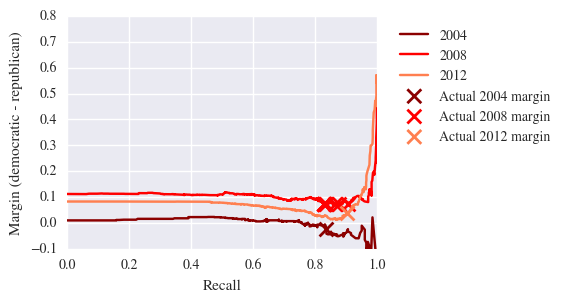 0.8
0.7
0.6
0.5
0.4
0.3
0.2
0.1
0.0
−0.1
Margin (democratic - republican)
0.0 0.2 0.4 0.6 0.8 1.0
Recall
2004
2008
2012
Actual 2004 margin
Actual 2008 margin
Actual 2012 margin